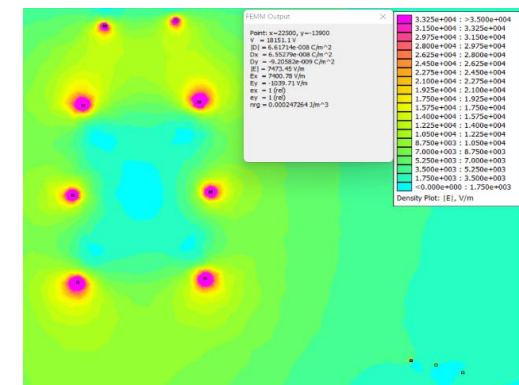 FEMM Output
Point: x=22500, y=-13900
V = 18151.1 V
|D| = 6.61714e-008 C/m^2
Dx = 6.55279e-008 C/m^2
Dy = -9.20582e-009 C/m^2
|E| = 7473.45 V/m
Ex = 7400.78 V/m
Ey = -1039.71 V/m
ex = 1 (rel)
ey = 1 (rel)
nrg = 0.000247264 J/m^3
3.325e+004 : >3.500e+004
3.150e+004 : 3.325e+004
2.975e+004 : 3.150e+004
2.800e+004 : 2.975e+004
2.625e+004 : 2.800e+004
2.450e+004 : 2.625e+004
2.275e+004 : 2.450e+004
2.100e+004 : 2.275e+004
1.925e+004 : 2.100e+004
1.750e+004 : 1.925e+004
1.575e+004 : 1.750e+004
1.400e+004 : 1.575e+004
1.225e+004 : 1.400e+004
1.050e+004 : 1.225e+004
8.750e+003 : 1.050e+004
7.000e+003 : 8.750e+003
5.250e+003 : 7.000e+003
3.500e+003 : 5.250e+003
1.750e+003 : 3.500e+003
<0.000e+000 : 1.750e+003
Density Plot: |E|, V/m